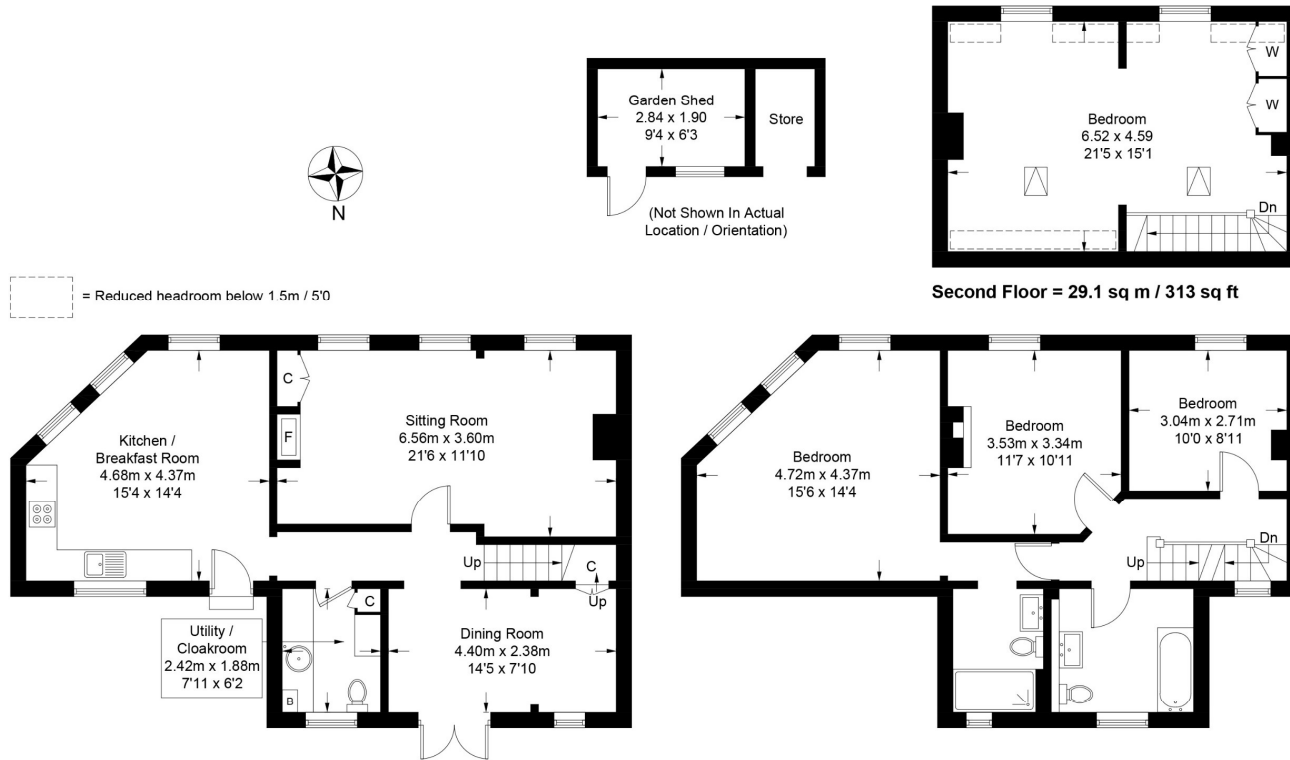 Garden Shed
2.84 x 1.90
9'4 x 6'3
Store
(Not Shown In Actual
Location / Orientation)
N
W
W
Bedroom
6.52 x 4.59
21'5 x 15'1
Dn
Second Floor = 29.1 sq m / 313 sq ft
= Reduced headroom below 1.5m / 5'0
Kitchen /
Breakfast Room
4.68m x 4.37m
15'4 x 14'4
C
F
Sitting Room
6.56m x 3.60m
21'6 x 11'10
Up
C
Up
Utility /
Cloakroom
2.42m x 1.88m
7'11 x 6'2
C
B
Dining Room
4.40m x 2.38m
14'5 x 7'10
Bedroom
4.72m x 4.37m
15'6 x 14'4
Bedroom
3.53m x 3.34m
11'7 x 10'11
Bedroom
3.04m x 2.71m
10'0 x 8'11
Dn
Up